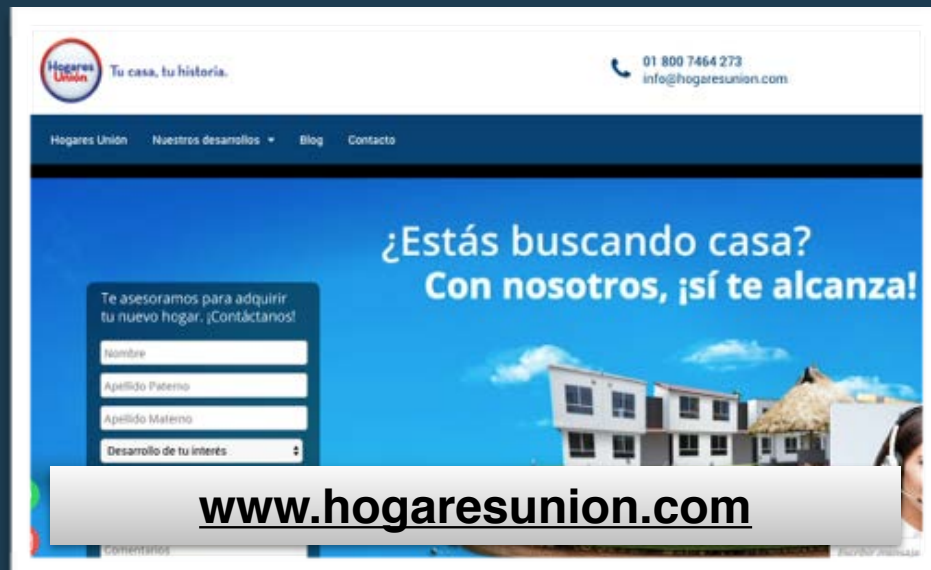 Hogares
Unión
Tu casa, tu historia.
01 800 7464 273
info@hogaresunion.com
Hogares Unión
Nuestros desarrollos
Blog
Contacto
¿Estás buscando casa?
Con nosotros, ¡sí te alcanza!
Te asesoramos para adquirir
tu nuevo hogar. ¡Contáctanos!
Nombre
Apellido Paterno
Apellido Materno
Desarrollo de tu interés
www.hogaresunion.com
Comentarios
Escribir mensaje